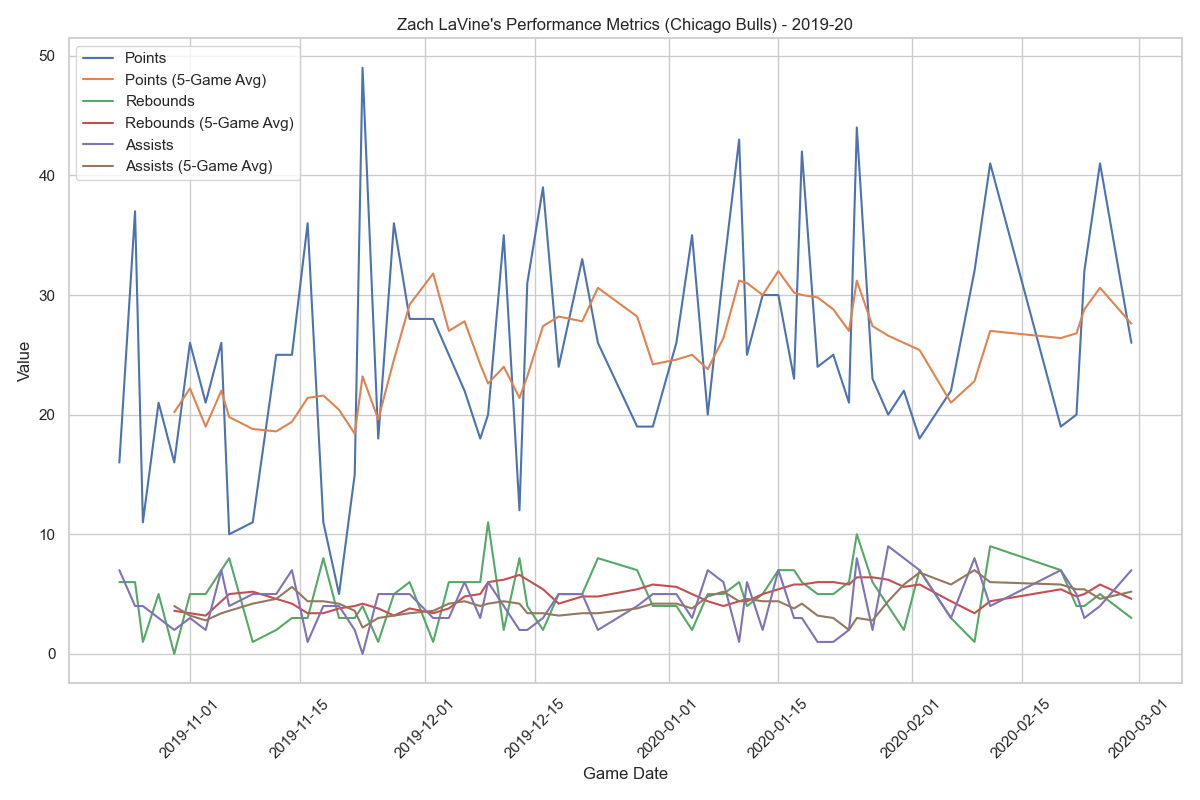 Zach LaVine's Performance Metrics (Chicago Bulls) - 2019-20
Points
Points (5-Game Avg)
Rebounds
Rebounds (5-Game Avg)
Assists
Assists (5-Game Avg)
50
40
30
20
10
0
Value
2019-11-01
2019-11-15
2019-12-01
2019-12-15
2020-01-01
2020-01-15
2020-02-01
2020-02-15
2020-03-01
Game Date